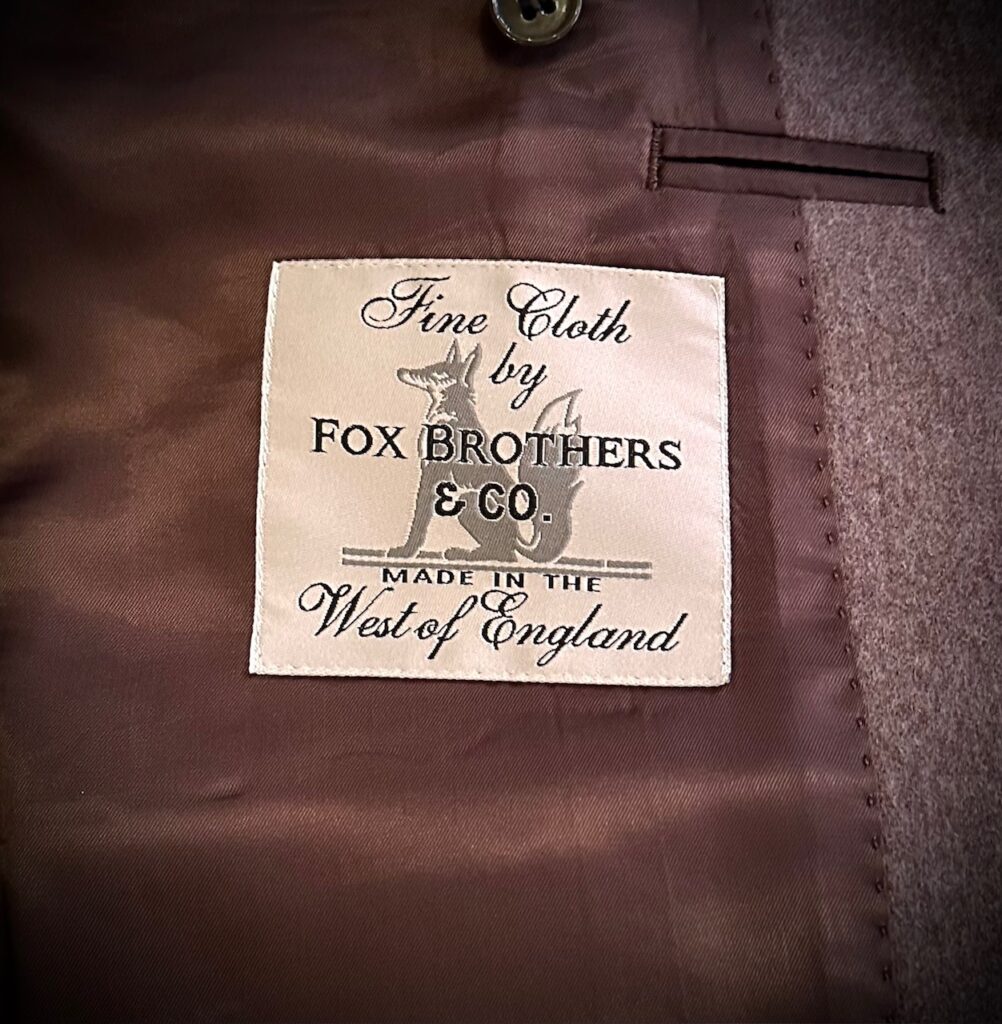 Fine Cloth
by
FOX BROTHERS
& CO.
MADE IN THE
West of England